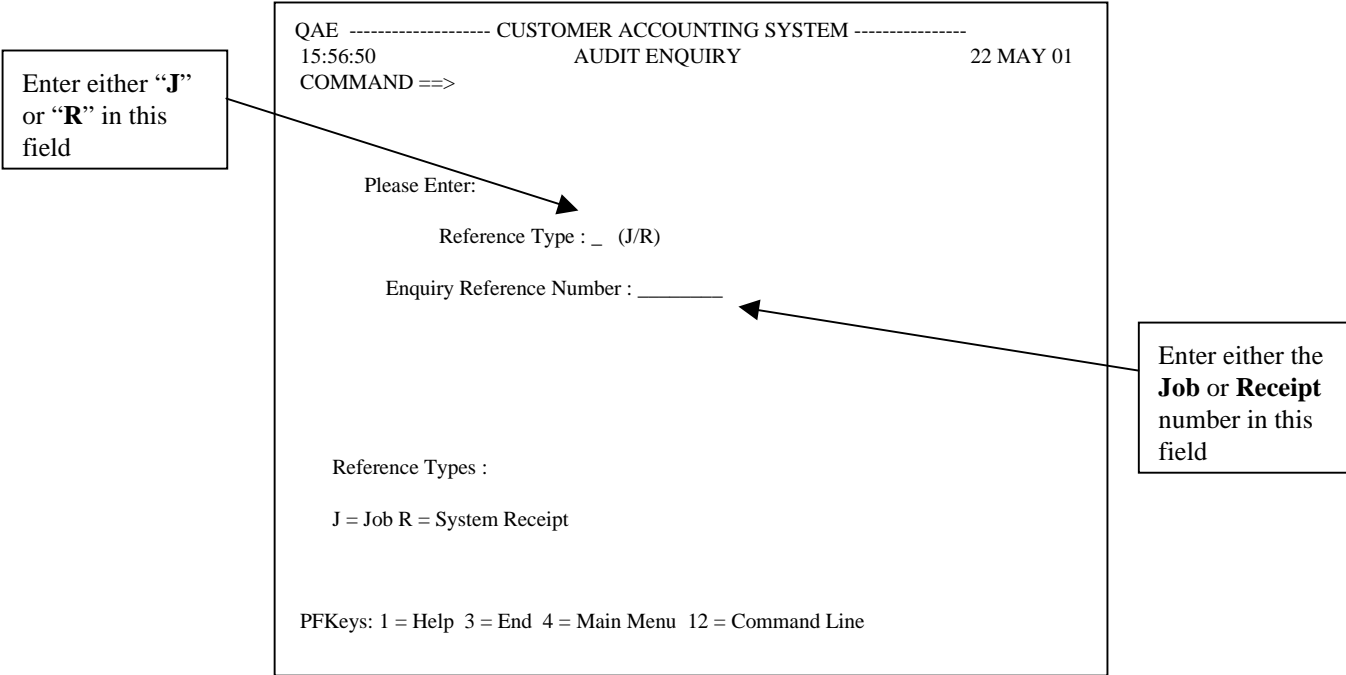 QAE -------------------- CUSTOMER ACCOUNTING SYSTEM ----------------
15:56:50 AUDIT ENQUIRY 22 MAY 01
COMMAND ==>
Enter either “J”
or “R” in this
field
Please Enter:
Reference Type : _ (J/R)
Enquiry Reference Number : ________
Enter either the
Job or Receipt
number in this
field
Reference Types :
J = Job R = System Receipt
PFKeys: 1 = Help 3 = End 4 = Main Menu 12 = Command Line